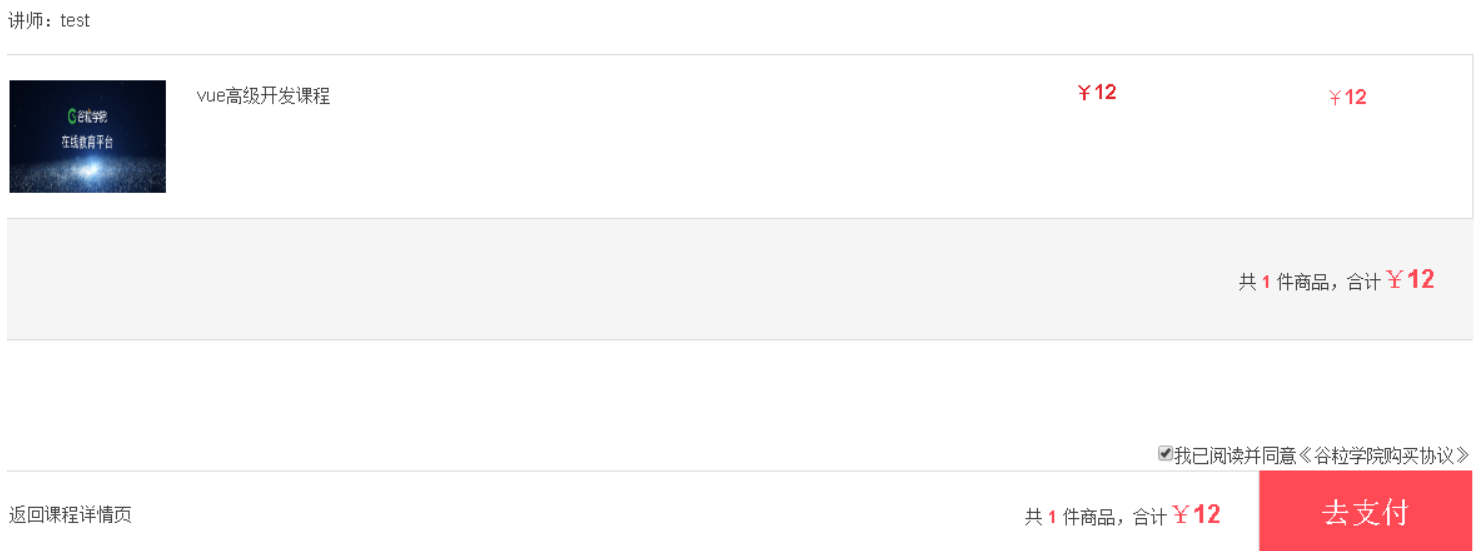 讲师：test
vue高级开发课程
￥12
￥12
谷粒学院
在线教育平台
共 1 件商品，合计￥12
我已阅读并同意《谷粒学院购买协议》
返回课程详情页
共 1 件商品，合计￥12
去支付